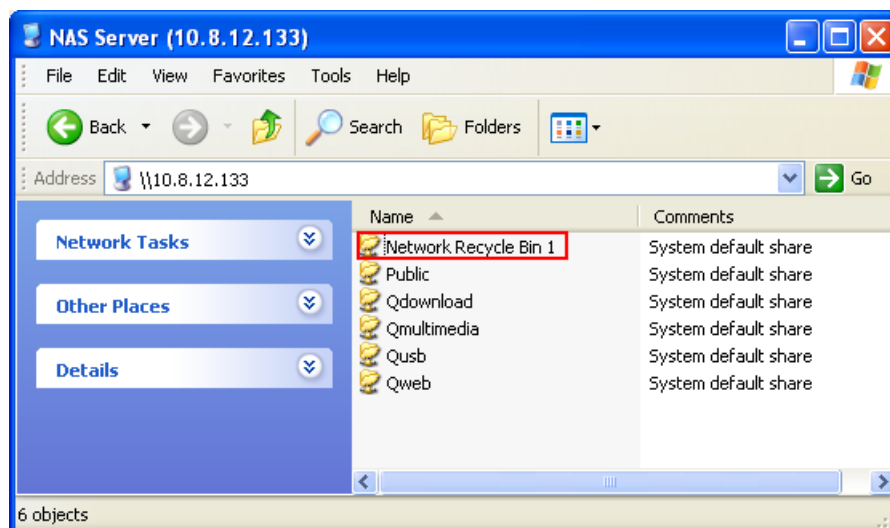 NAS Server (10.8.12.133)
File Edit View Favorites Tools Help
Back Search Folders
Address \\10.8.12.133 Go
Network Tasks
Other Places
Details
Name Comments
Network Recycle Bin 1 System default share
Public System default share
Qdownload System default share
Qmultimedia System default share
Qusb System default share
Qweb System default share
6 objects